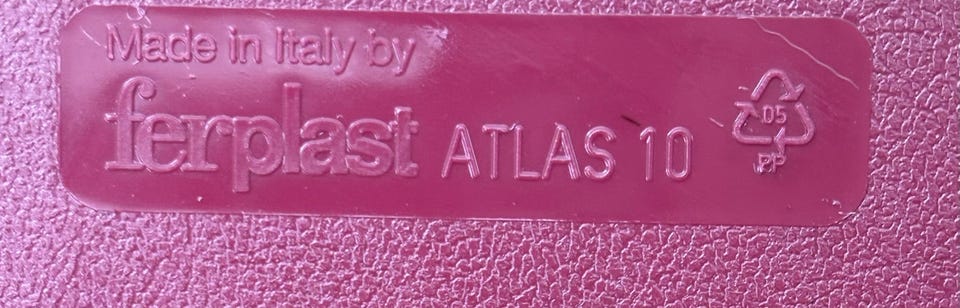 Made in Italy by
ferplast ATLAS 10
05
PP